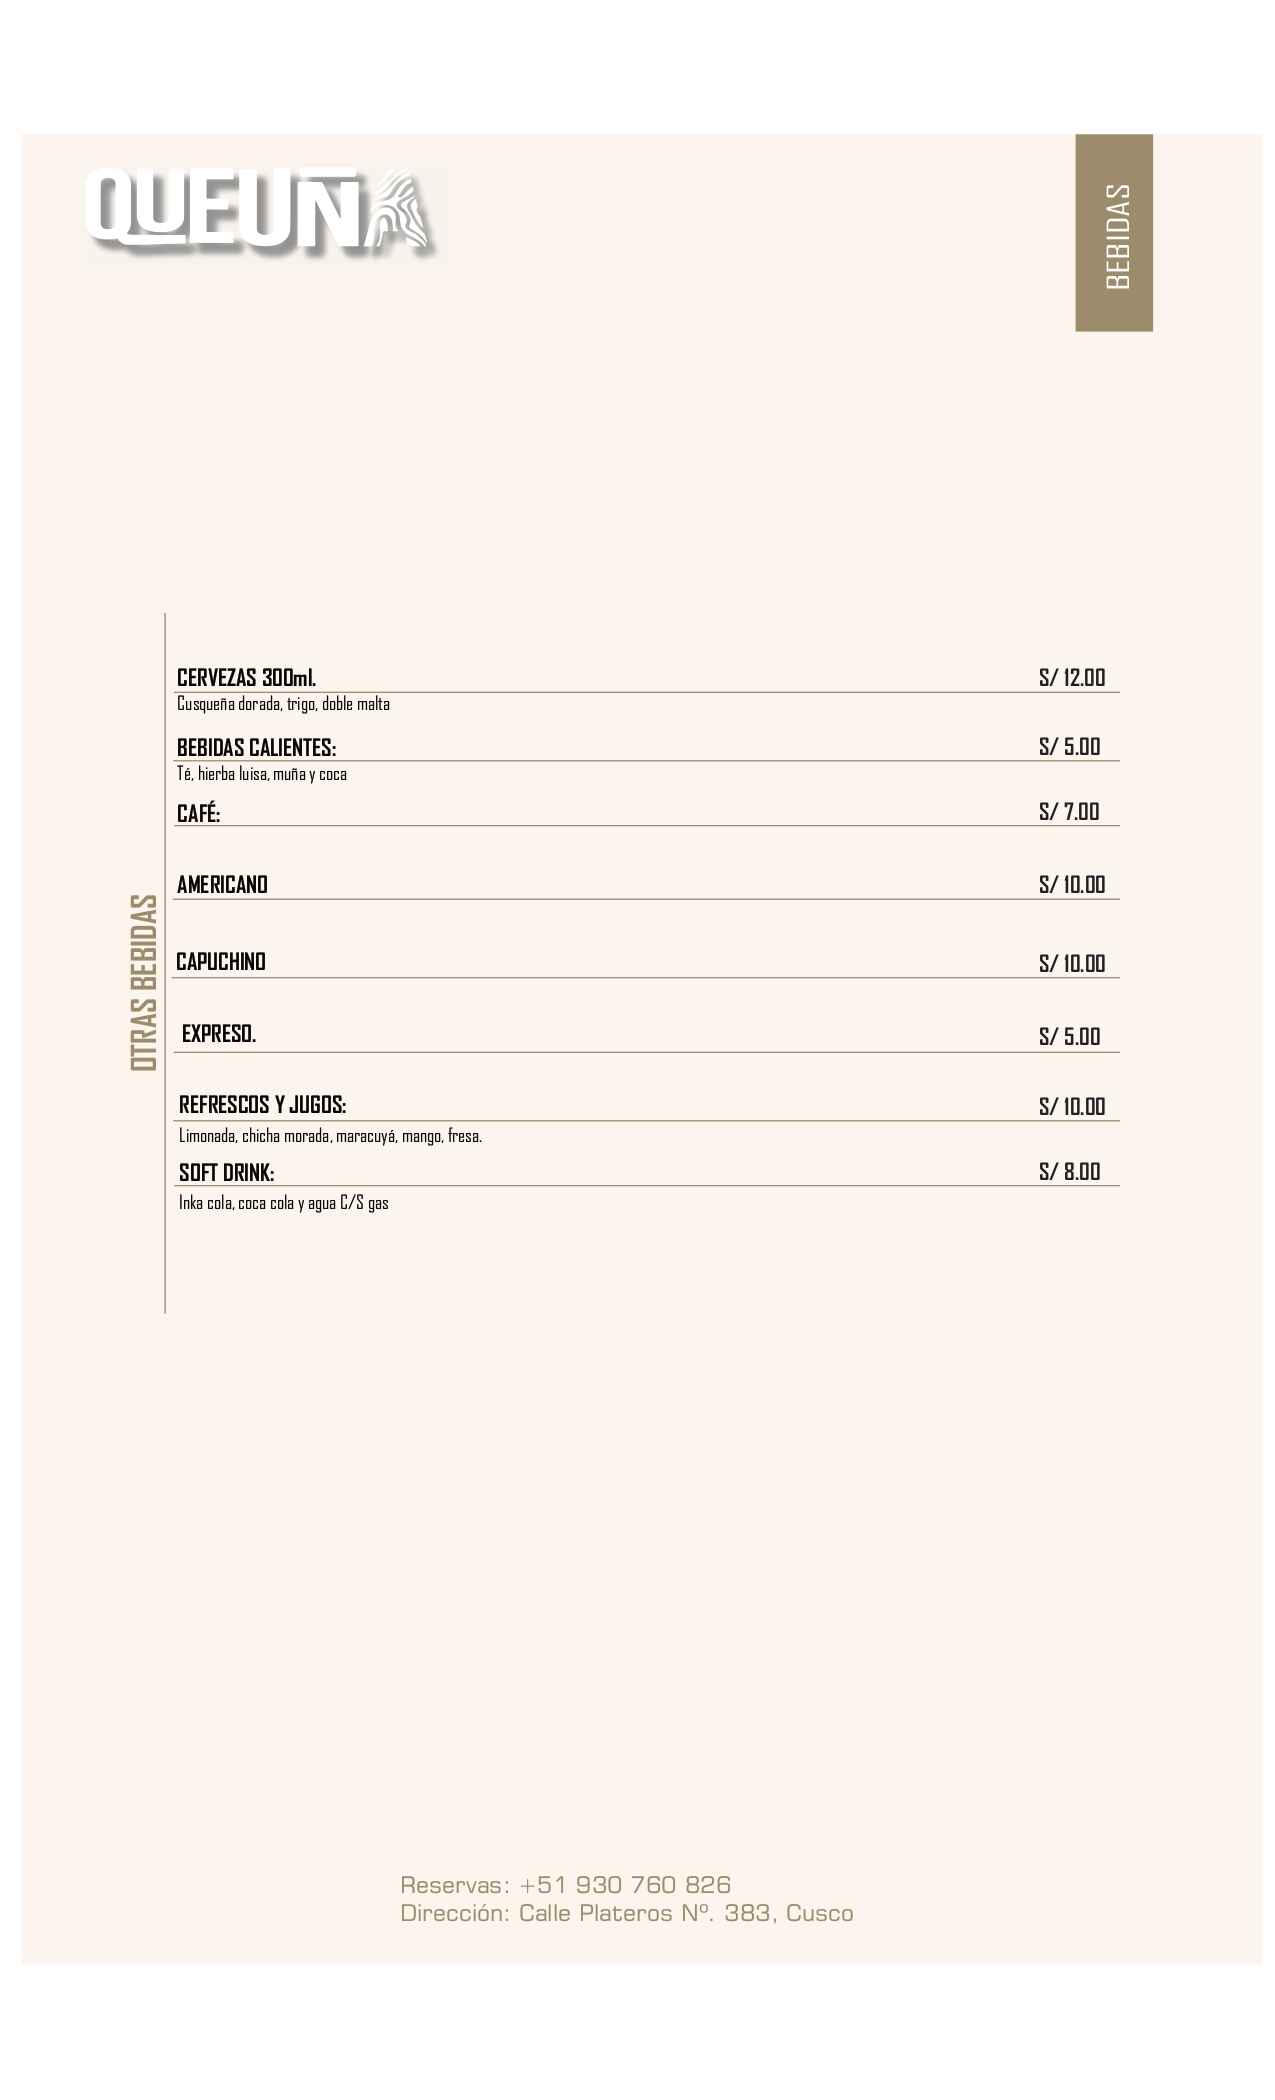 QUEUÑA
BEBIDAS
OTRAS BEBIDAS
CERVEZAS 300ml. S/ 12.00
Cusqueña dorada, trigo, doble malta
BEBIDAS CALIENTES: S/ 5.00
Té, hierba luisa, muña y coca
CAFÉ: S/ 7.00
AMERICANO S/ 10.00
CAPUCHINO S/ 10.00
EXPRESO. S/ 5.00
REFRESCOS Y JUGOS: S/ 10.00
Limonada, chicha morada, maracuyá, mango, fresa.
SOFT DRINK: S/ 8.00
Inka cola, coca cola y agua C/S gas
Reservas: +51 930 760 826
Dirección: Calle Plateros Nº. 383, Cusco